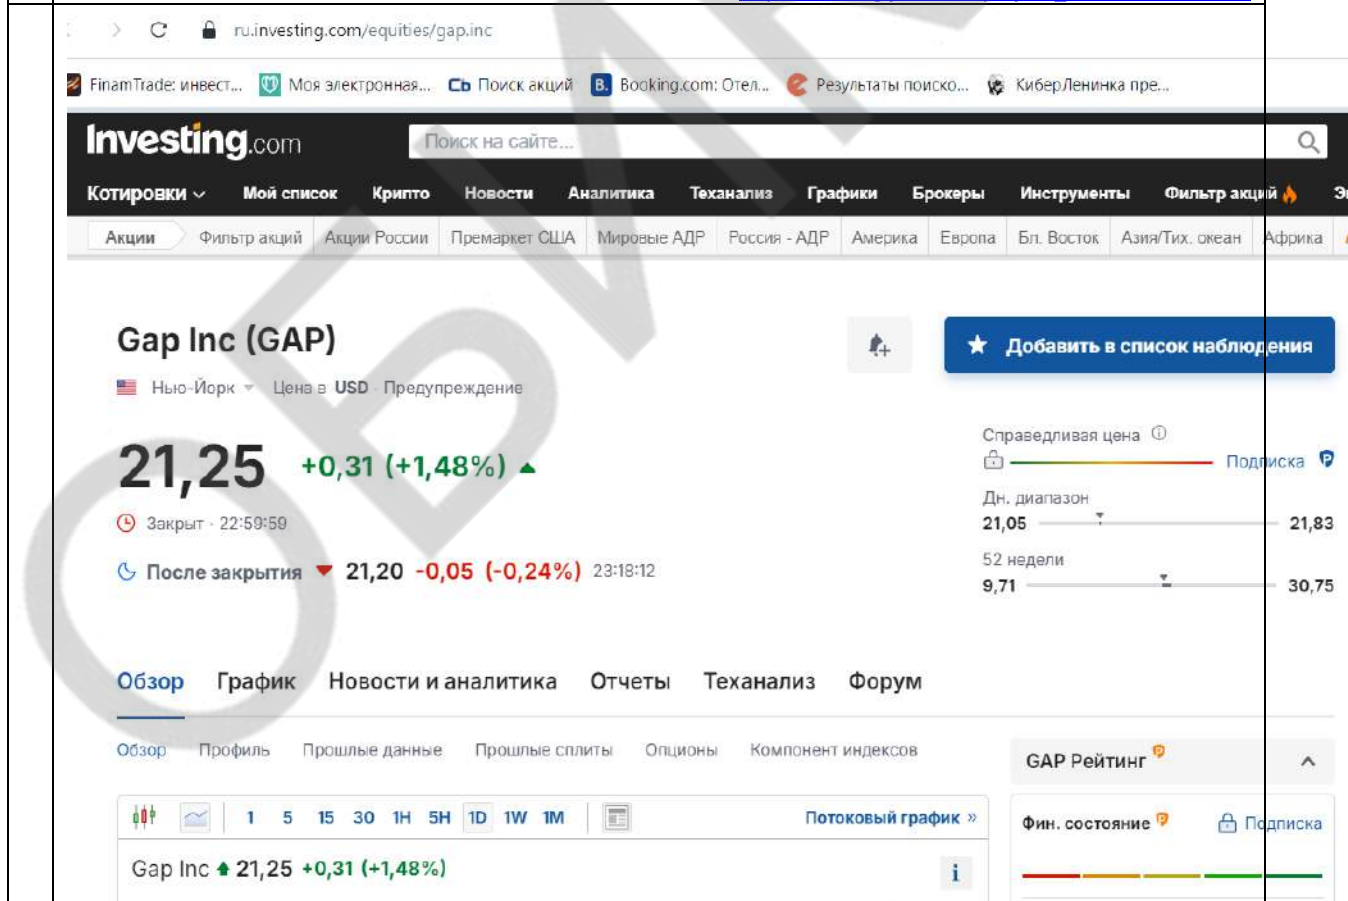 ru.investing.com/equities/gap.inc
FinamTrade: инвест... Моя электронная... Сь Поиск акций B. Booking.com: Отел... Результаты поиско... КиберЛенинка пре...
Investing.com Поиск на сайте...
Котировки Мой список Крипто Новости Аналитика Теханализ Графики Брокеры Инструменты Фильтр акций
Акции Фильтр акций Акции России Премаркет США Мировые АДР Россия - АДР Америка Европа Бл. Восток Азия/Тих. океан Африка
Gap Inc (GAP)
Добавить в список наблюдения
Нью-Йорк Цена в USD · Предупреждение
Справедливая цена
21,25 +0,31 (+1,48%)
Подписка
Дн. диапазон
Закрыт · 22:59:59
21,05 21,83
52 недели
После закрытия 21,20 -0,05 (-0,24%) 23:18:12
9,71 30,75
Обзор График Новости и аналитика Отчеты Теханализ Форум
Обзор Профиль Прошлые данные Прошлые сплиты Опционы Компонент индексов
GAP Рейтинг
1 5 15 30 1H 5H 1D 1W 1M Потоковый график »
Фин. состояние Подписка
Gap Inc 21,25 +0,31 (+1,48%) i